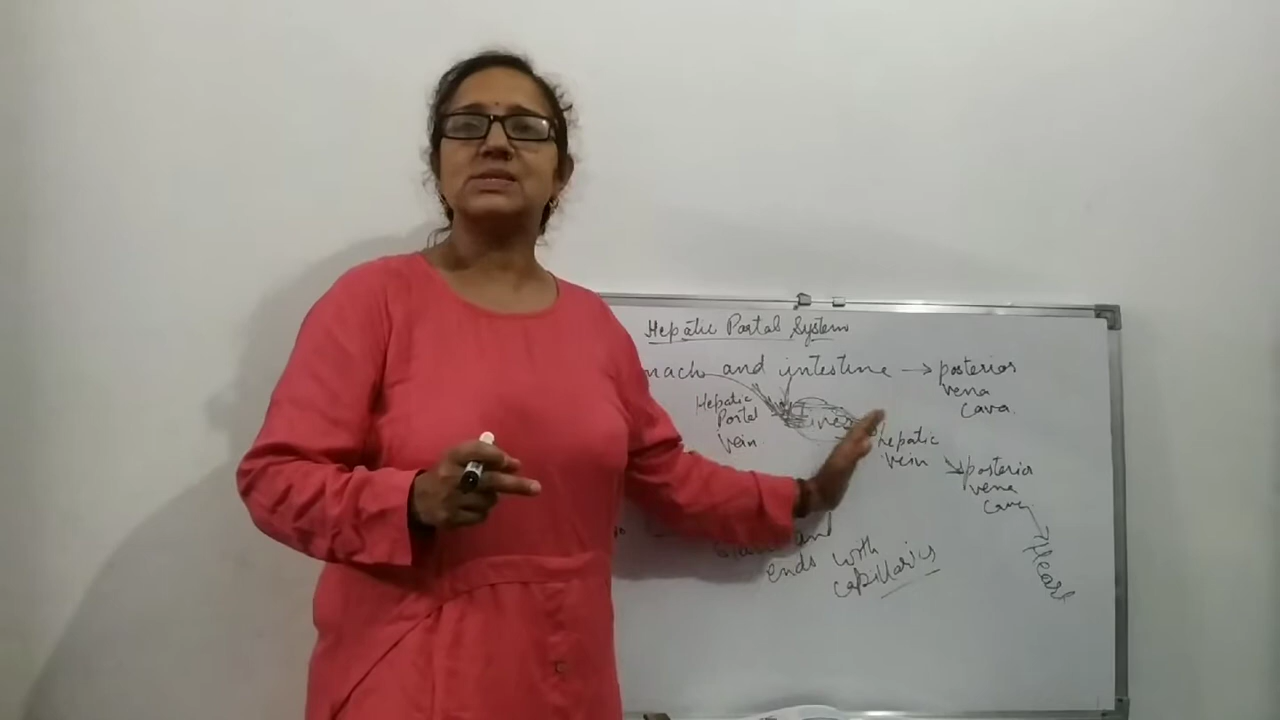 Hepatic Portal System
mach and intestine → posterior
vena
cava.
Hepatic
Portal
vein.
liver
hepatic
vein
posterior
vena
cava
Heart
and
ends with
capillaries